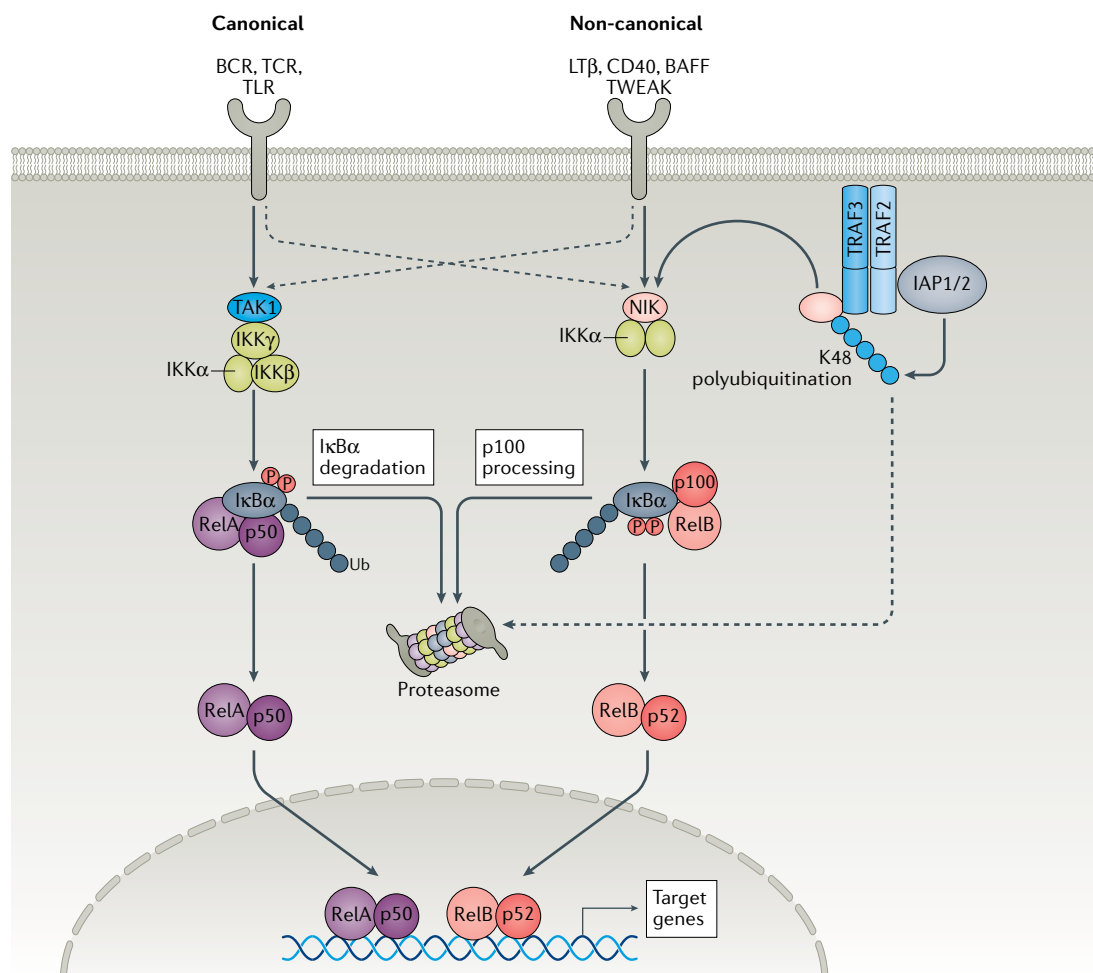 Canonical
Non-canonical
BCR, TCR,
TLR
LTβ, CD40, BAFF
TWEAK
TRAF3
TRAF2
IAP1/2
TAK1
IKKγ
IKKα
IKKβ
NIK
IKKα
K48
polyubiquitination
IκBα
degradation
p100
processing
P
P
IκBα
RelA
p50
Ub
p100
IκBα
P
P
RelB
Proteasome
RelA
p50
RelB
p52
RelA
p50
RelB
p52
Target
genes